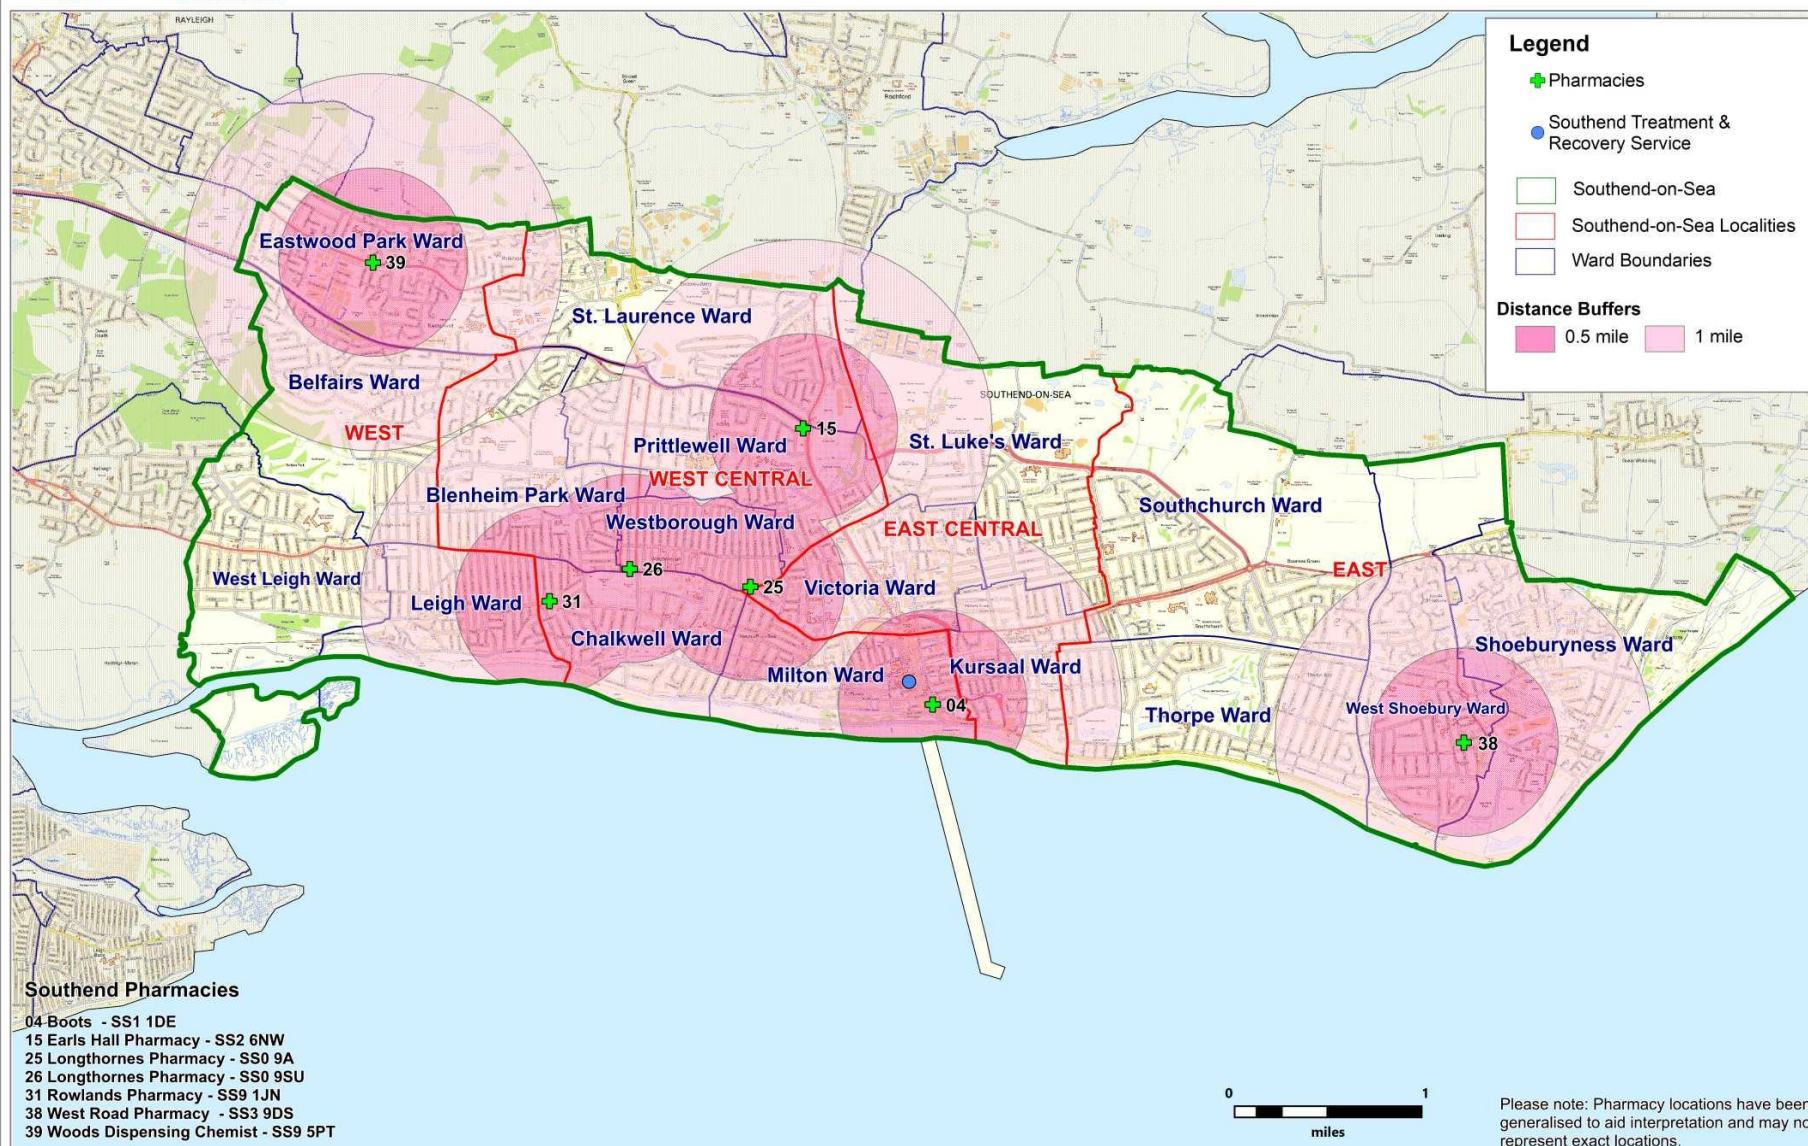 RAYLEIGH
Rochford
Legend
Pharmacies
Southend Treatment &
Recovery Service
Southend-on-Sea
Southend-on-Sea Localities
Ward Boundaries
Distance Buffers
0.5 mile
1 mile
Eastwood Park Ward
39
St. Laurence Ward
Belfairs Ward
SOUTHEND-ON-SEA
WEST
15
Prittlewell Ward
St. Luke's Ward
WEST CENTRAL
Blenheim Park Ward
Southchurch Ward
Westborough Ward
EAST CENTRAL
26
EAST
West Leigh Ward
25
Victoria Ward
31
Leigh Ward
Chalkwell Ward
Shoeburyness Ward
Milton Ward
Kursaal Ward
04
West Shoebury Ward
Thorpe Ward
38
Southend Pharmacies
04 Boots - SS1 1DE
15 Earls Hall Pharmacy - SS2 6NW
25 Longthornes Pharmacy - SS0 9A
26 Longthornes Pharmacy - SS0 9SU
31 Rowlands Pharmacy - SS9 1JN
38 West Road Pharmacy - SS3 9DS
39 Woods Dispensing Chemist - SS9 5PT
0
1
miles
Please note: Pharmacy locations have been
generalised to aid interpretation and may
represent exact locations.